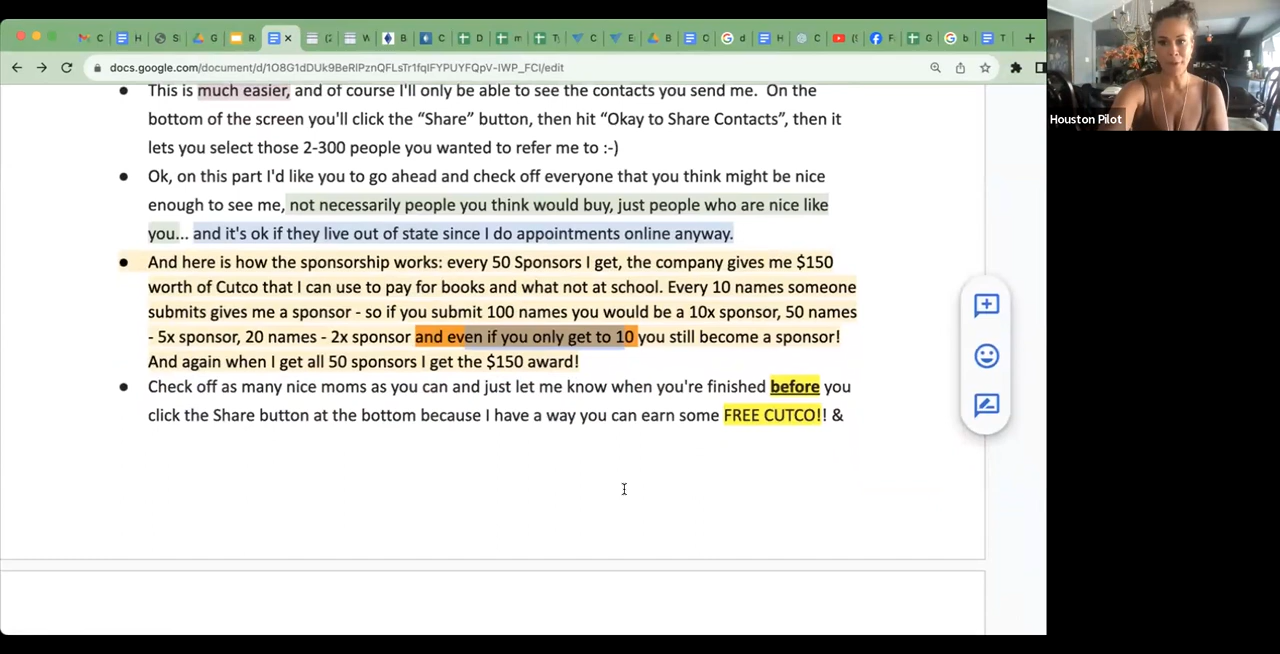 C H S G R (2 W B C D m T C E B C g d H C (( F G b T
docs.google.com/document/d/1O8G1dDUk9BeRlPznQFLsTr1fqlFYPUYFQpV-IWP_FCI/edit
Houston Pilot
• This is much easier, and of course I'll only be able to see the contacts you send me. On the
bottom of the screen you'll click the “Share” button, then hit “Okay to Share Contacts”, then it
lets you select those 2-300 people you wanted to refer me to :-)
• Ok, on this part I'd like you to go ahead and check off everyone that you think might be nice
enough to see me, not necessarily people you think would buy, just people who are nice like
you... and it's ok if they live out of state since I do appointments online anyway.
• And here is how the sponsorship works: every 50 Sponsors I get, the company gives me $150
worth of Cutco that I can use to pay for books and what not at school. Every 10 names someone
submits gives me a sponsor - so if you submit 100 names you would be a 10x sponsor, 50 names
- 5x sponsor, 20 names - 2x sponsor and even if you only get to 10 you still become a sponsor!
And again when I get all 50 sponsors I get the $150 award!
• Check off as many nice moms as you can and just let me know when you're finished before you
click the Share button at the bottom because I have a way you can earn some FREE CUTCO!! &